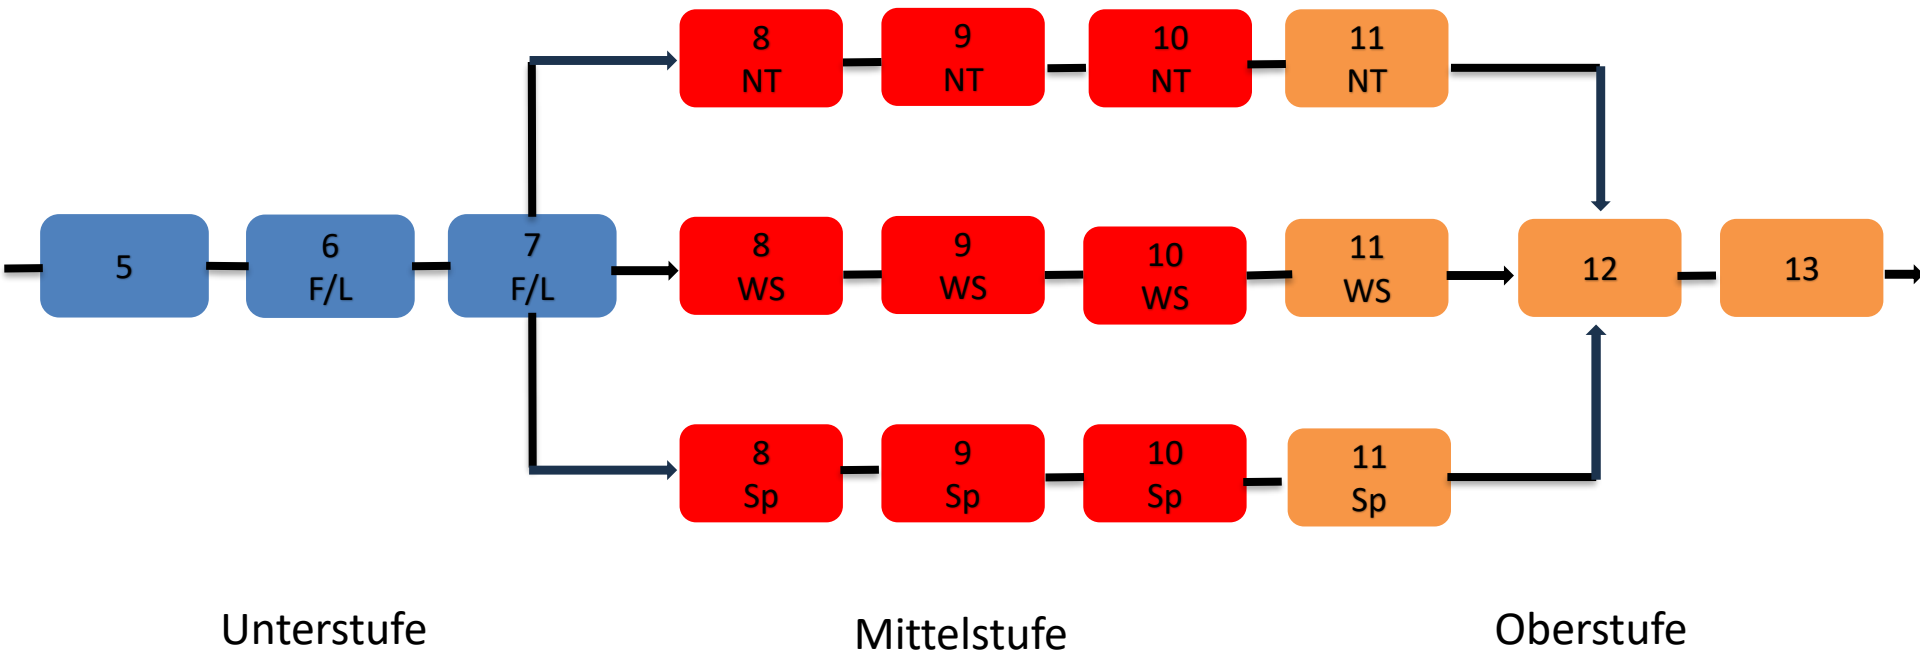 8
NT
9
NT
10
NT
11
NT
5
6
F/L
7
F/L
8
WS
9
WS
10
WS
11
WS
12
13
8
Sp
9
Sp
10
Sp
11
Sp
Unterstufe
Mittelstufe
Oberstufe